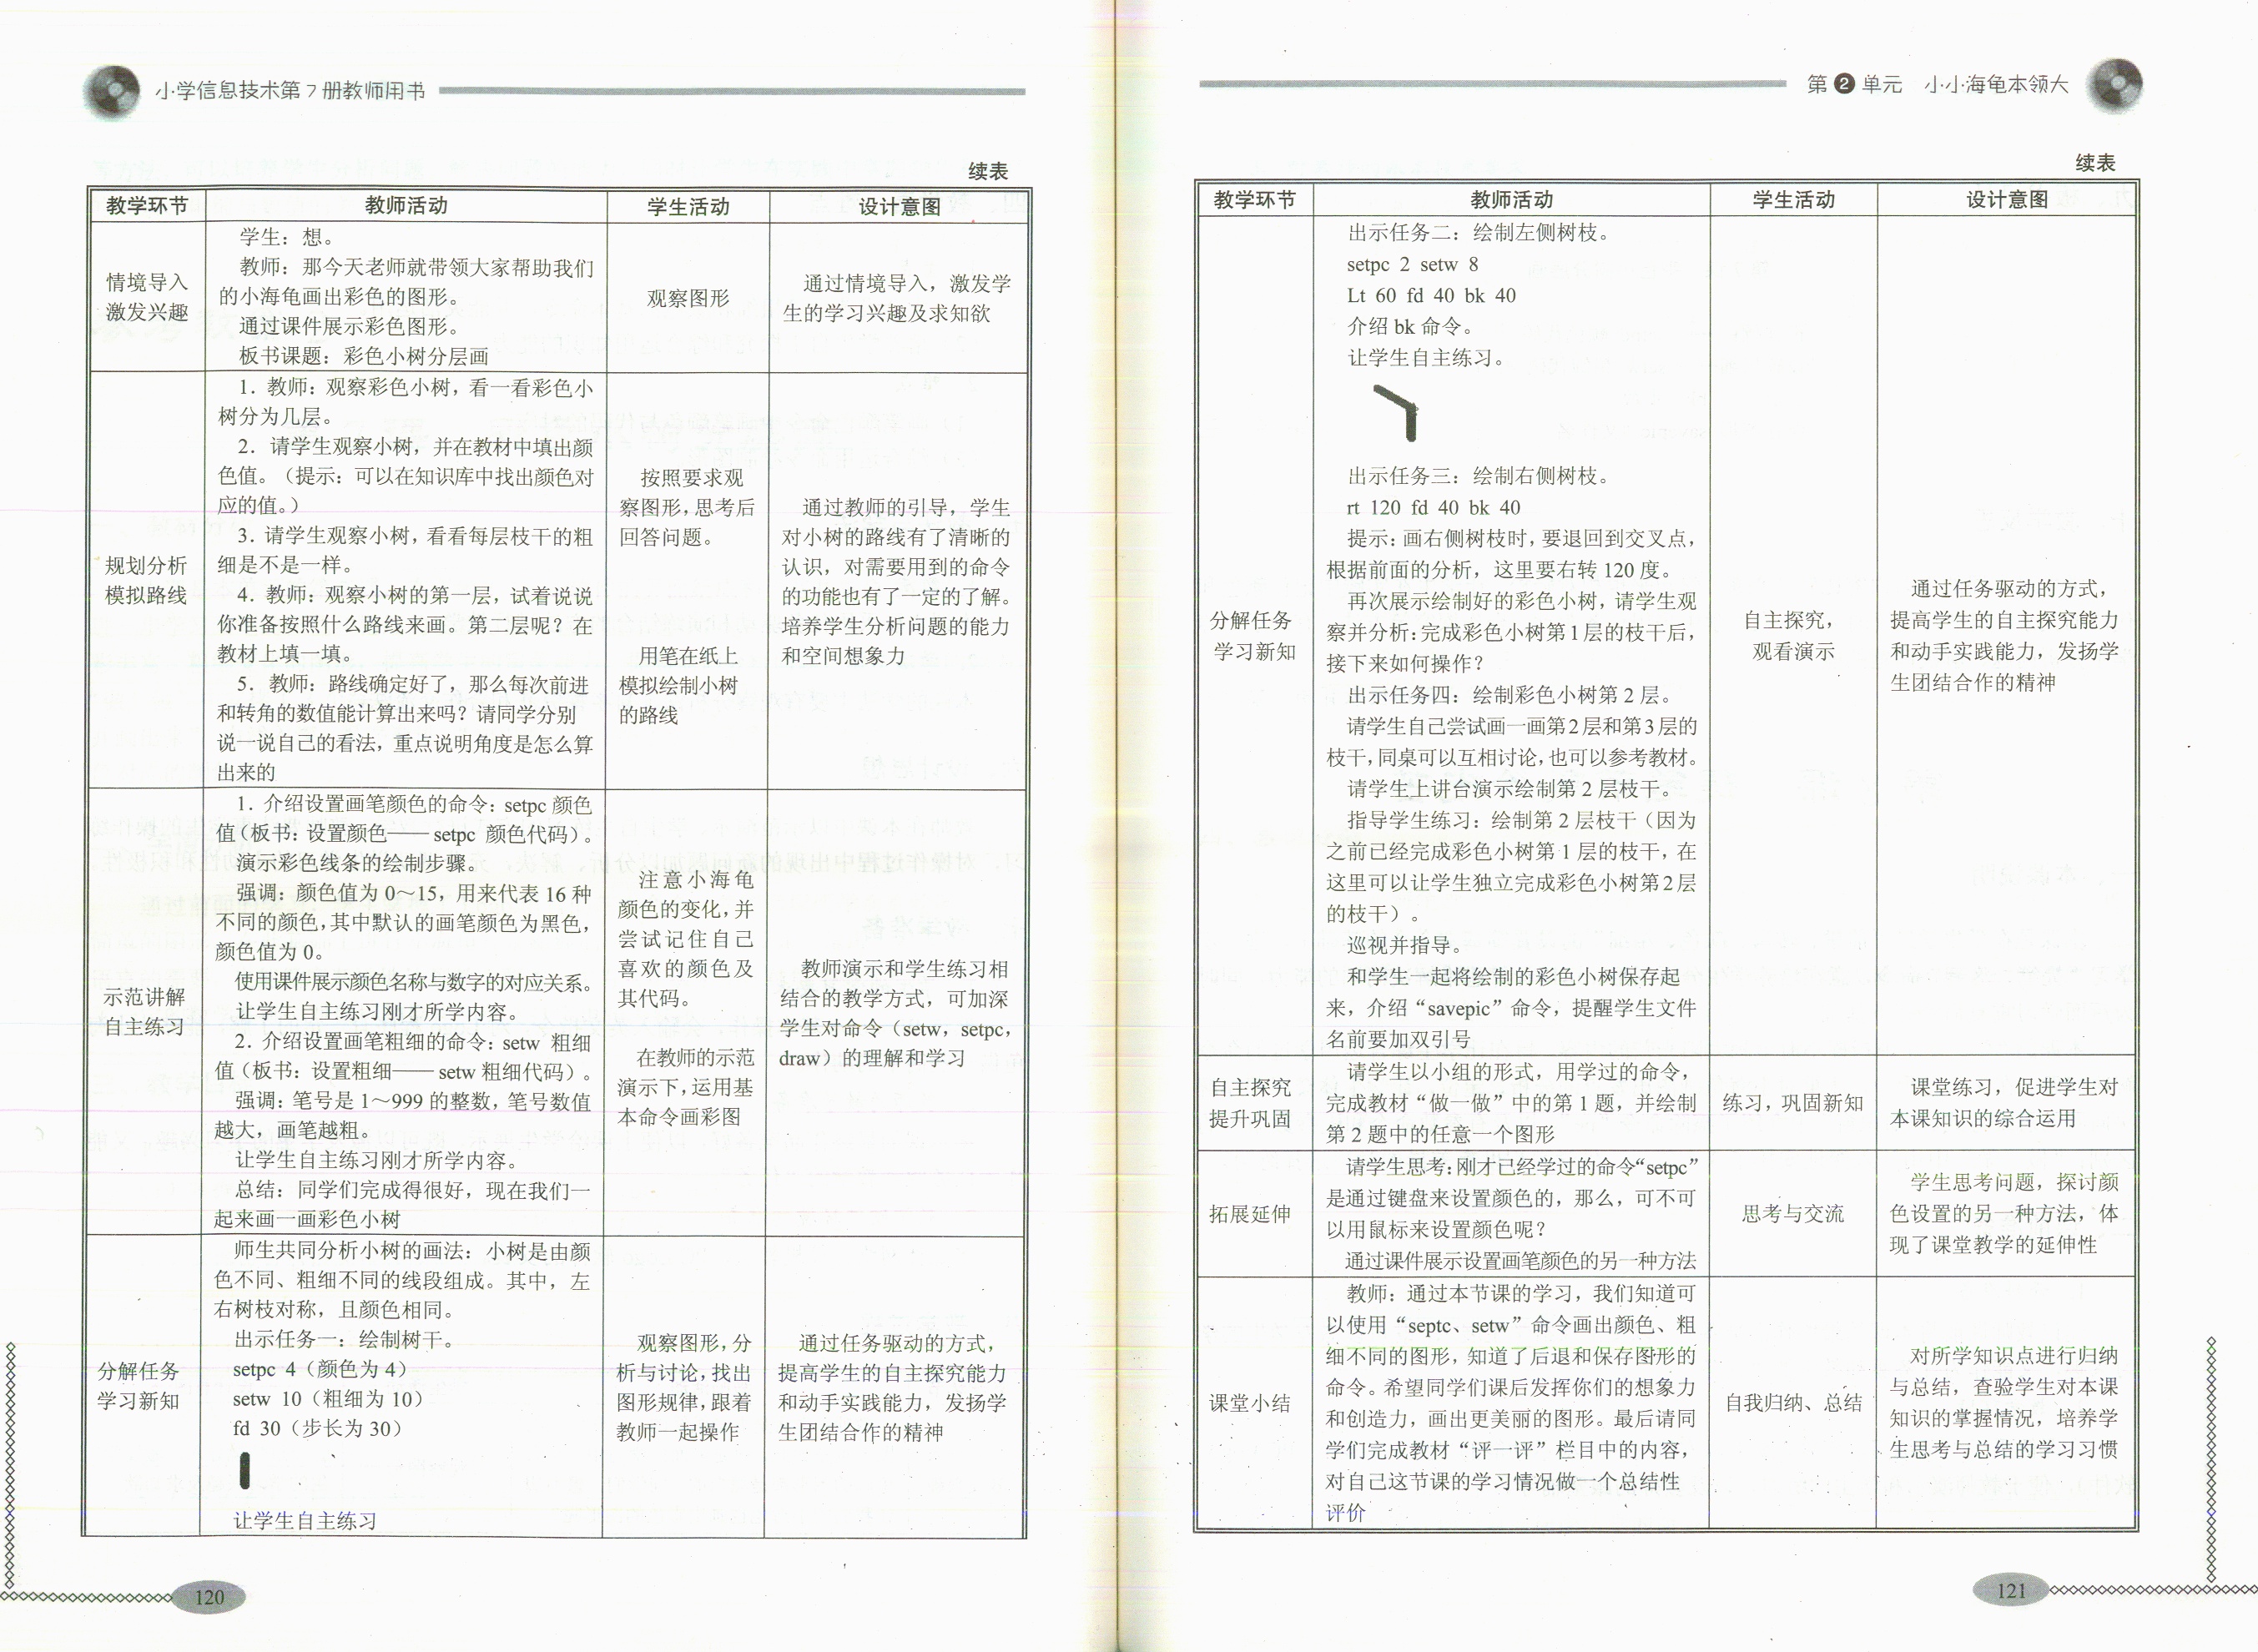 小学信息技术第7册教师用书
续表
教学环节
教师活动
学生活动
设计意图
情境导入
激发兴趣
学生：想。
教师：那今天老师就带领大家帮助我们
的小海龟画出彩色的图形。
通过课件展示彩色图形。
板书课题：彩色小树分层画
观察图形
通过情境导入，激发学
生的学习兴趣及求知欲
规划分析
模拟路线
1. 教师：观察彩色小树，看一看彩色小
树分为几层。
2. 请学生观察小树，并在教材中填出颜
色值。（提示：可以在知识库中找出颜色对
应的值。）
3. 请学生观察小树，看看每层枝干的粗
细是不是一样。
4. 教师：观察小树的第一层，试着说说
你准备按照什么路线来画。第二层呢？在
教材上填一填。
5. 教师：路线确定好了，那么每次前进
和转角的数值能计算出来吗？请同学分别
说一说自己的看法，重点说明角度是怎么算
出来的
按照要求观
察图形，思考后
回答问题。
用笔在纸上
模拟绘制小树
的路线
通过教师的引导，学生
对小树的路线有了清晰的
认识，对需要用到的命令
的功能也有了一定的了解。
培养学生分析问题的能力
和空间想象力
示范讲解
自主练习
1. 介绍设置画笔颜色的命令：setpc 颜色
值（板书：设置颜色—— setpc 颜色代码）。
演示彩色线条的绘制步骤。
强调：颜色值为 0～15，用来代表 16 种
不同的颜色，其中默认的画笔颜色为黑色，
颜色值为 0。
使用课件展示颜色名称与数字的对应关系。
让学生自主练习刚才所学内容。
2. 介绍设置画笔粗细的命令：setw 粗细
值（板书：设置粗细—— setw 粗细代码）。
强调：笔号是 1～999 的整数，笔号数值
越大，画笔越粗。
让学生自主练习刚才所学内容。
总结：同学们完成得很好，现在我们一
起来画一画彩色小树
注意小海龟
颜色的变化，并
尝试记住自己
喜欢的颜色及
其代码。
在教师的示范
演示下，运用基
本命令画彩图
教师演示和学生练习相
结合的教学方式，可加深
学生对命令（setw，setpc，
draw）的理解和学习
分解任务
学习新知
师生共同分析小树的画法：小树是由颜
色不同、粗细不同的线段组成。其中，左
右树枝对称，且颜色相同。
出示任务一：绘制树干。
setpc 4（颜色为 4）
setw 10（粗细为 10）
fd 30（步长为 30）
让学生自主练习
观察图形，分
析与讨论，找出
图形规律，跟着
教师一起操作
通过任务驱动的方式，
提高学生的自主探究能力
和动手实践能力，发扬学
生团结合作的精神
120
第2单元 小小海龟本领大
续表
教学环节
教师活动
学生活动
设计意图
分解任务
学习新知
出示任务二：绘制左侧树枝。
setpc 2 setw 8
Lt 60 fd 40 bk 40
介绍 bk 命令。
让学生自主练习。
出示任务三：绘制右侧树枝。
rt 120 fd 40 bk 40
提示：画右侧树枝时，要退回到交叉点，
根据前面的分析，这里要右转 120 度。
再次展示绘制好的彩色小树，请学生观
察并分析：完成彩色小树第 1 层的枝干后，
接下来如何操作？
出示任务四：绘制彩色小树第 2 层。
请学生自己尝试画一画第 2 层和第 3 层的
枝干，同桌可以互相讨论，也可以参考教材。
请学生上讲台演示绘制第 2 层枝干。
指导学生练习：绘制第 2 层枝干（因为
之前已经完成彩色小树第 1 层的枝干，在
这里可以让学生独立完成彩色小树第 2 层
的枝干）。
巡视并指导。
和学生一起将绘制的彩色小树保存起
来，介绍“savepic”命令，提醒学生文件
名前要加双引号
自主探究，
观看演示
通过任务驱动的方式，
提高学生的自主探究能力
和动手实践能力，发扬学
生团结合作的精神
自主探究
提升巩固
请学生以小组的形式，用学过的命令，
完成教材“做一做”中的第 1 题，并绘制
第 2 题中的任意一个图形
练习，巩固新知
课堂练习，促进学生对
本课知识的综合运用
拓展延伸
请学生思考：刚才已经学过的命令“setpc”
是通过键盘来设置颜色的，那么，可不可
以用鼠标来设置颜色呢？
通过课件展示设置画笔颜色的另一种方法
思考与交流
学生思考问题，探讨颜
色设置的另一种方法，体
现了课堂教学的延伸性
课堂小结
教师：通过本节课的学习，我们知道可
以使用“septc、setw”命令画出颜色、粗
细不同的图形，知道了后退和保存图形的
命令。希望同学们课后发挥你们的想象力
和创造力，画出更美丽的图形。最后请同
学们完成教材“评一评”栏目中的内容，
对自己这节课的学习情况做一个总结性
评价
自我归纳、总结
对所学知识点进行归纳
与总结，查验学生对本课
知识的掌握情况，培养学
生思考与总结的学习习惯
121